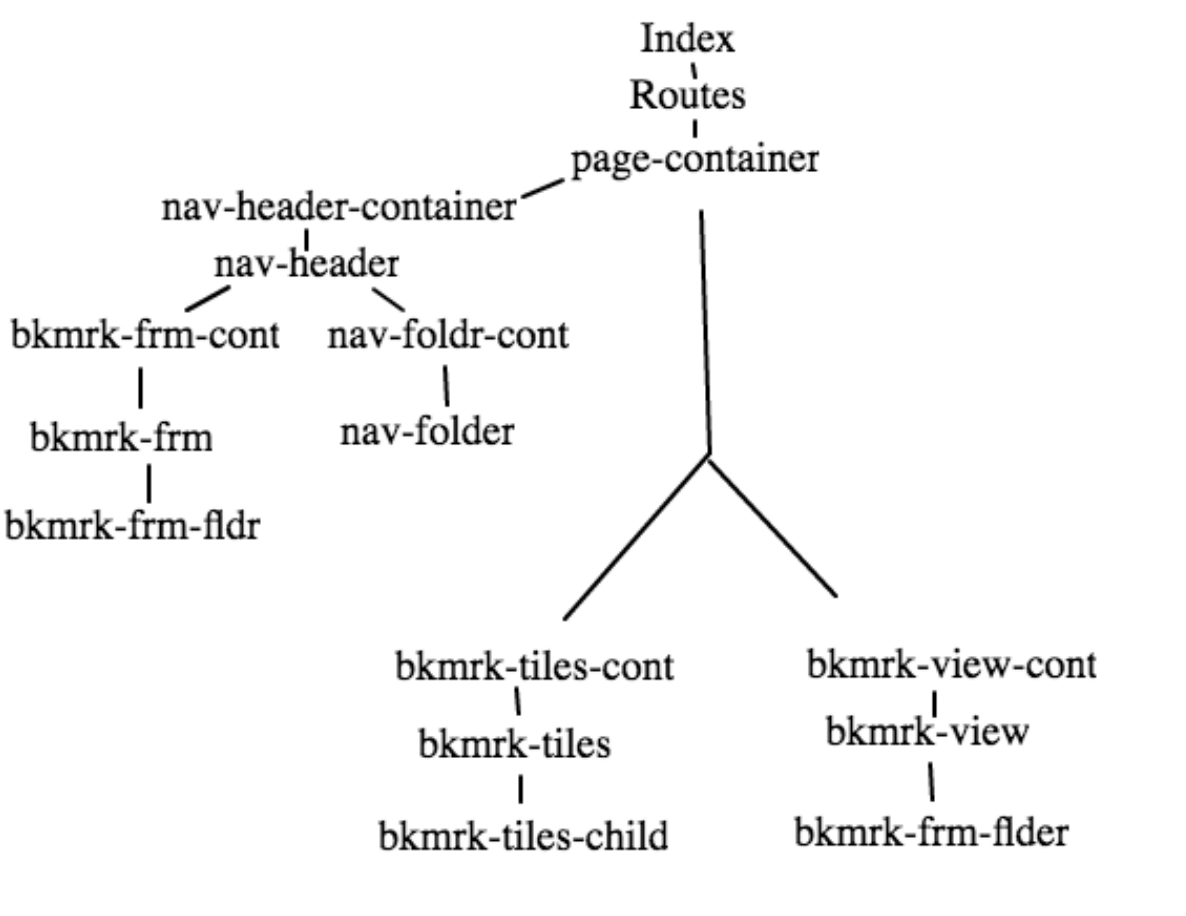 Index
Routes
page-container
nav-header-container
nav-header
bkmrk-frm-cont
nav-foldr-cont
bkmrk-frm
nav-folder
bkmrk-frm-fldr
bkmrk-tiles-cont
bkmrk-view-cont
bkmrk-tiles
bkmrk-view
bkmrk-tiles-child
bkmrk-frm-flder